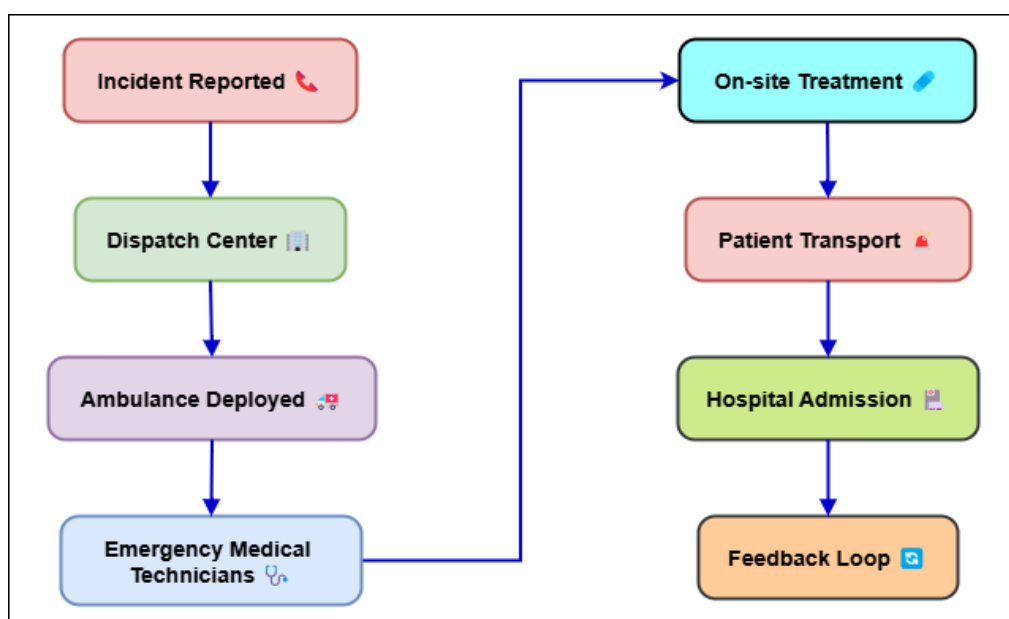 Incident Reported
Dispatch Center
Ambulance Deployed
Emergency Medical
Technicians
On-site Treatment
Patient Transport
Hospital Admission
Feedback Loop